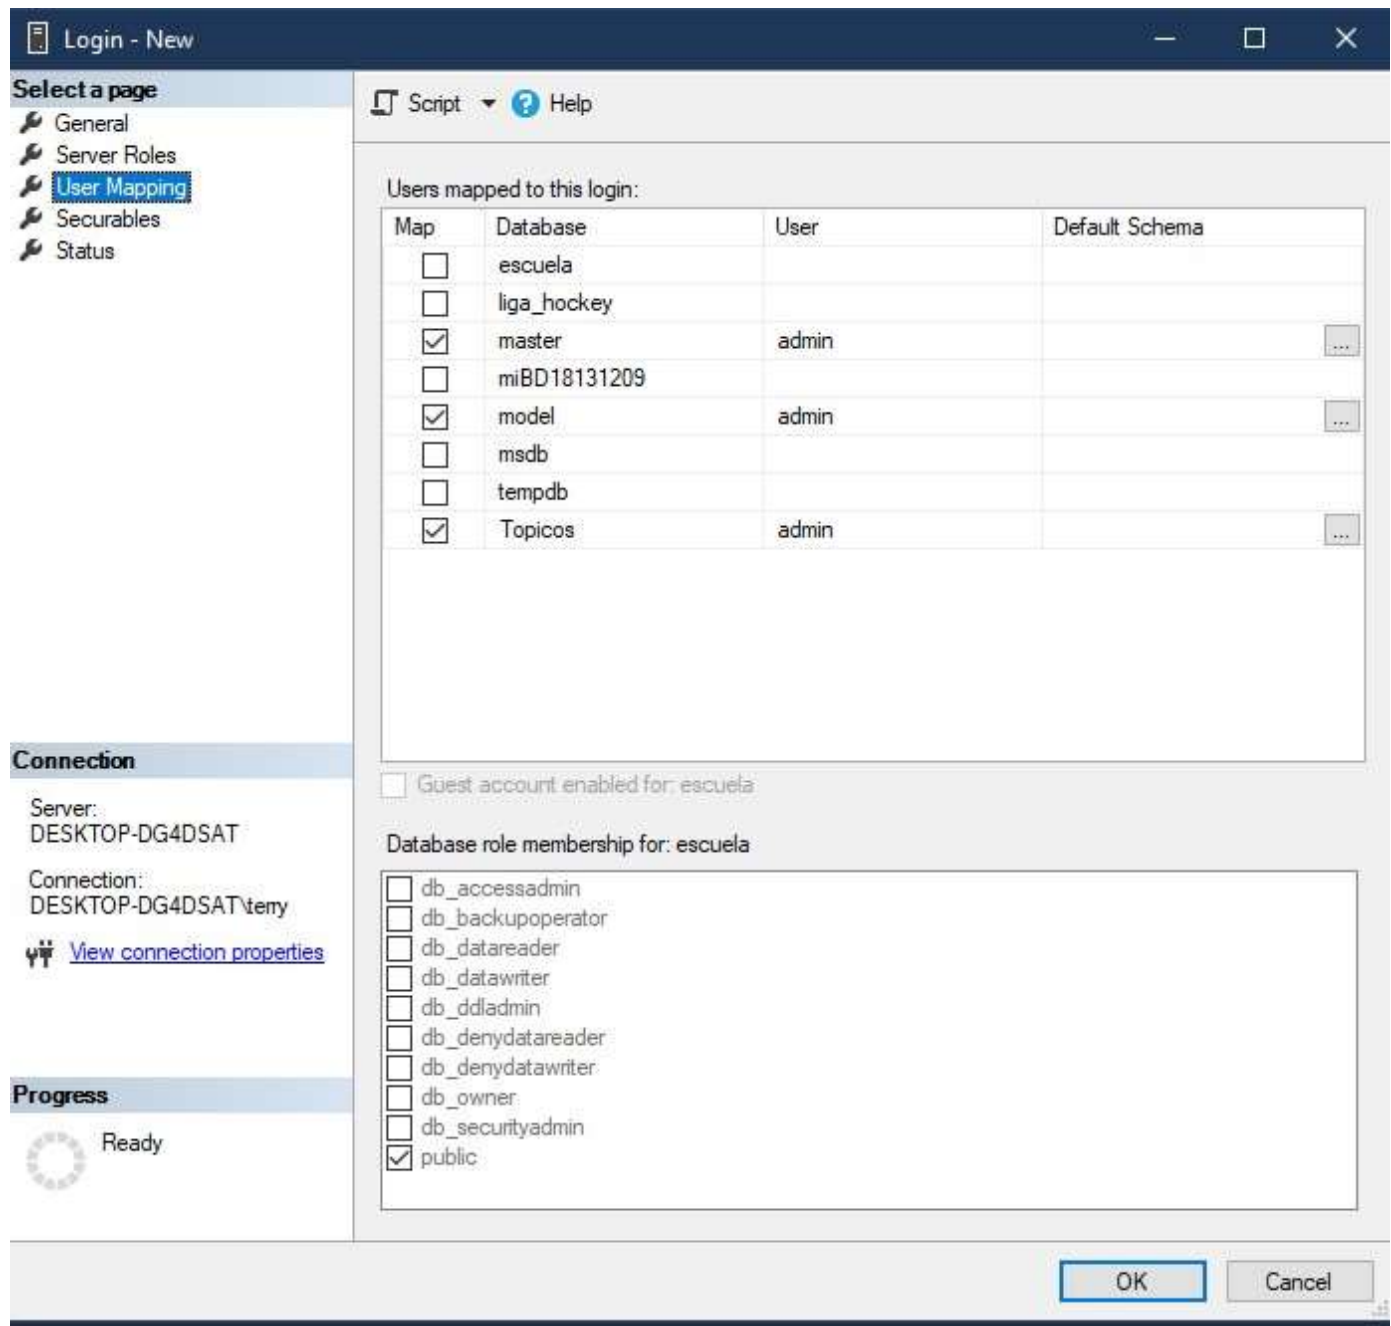 Login - New
Select a page
General
Server Roles
User Mapping
Securables
Status
Script Help
Users mapped to this login:
Map Database User Default Schema
escuela
liga_hockey
master admin ...
miBD18131209
model admin ...
msdb
tempdb
Topicos admin ...
Guest account enabled for: escuela
Database role membership for: escuela
db_accessadmin
db_backupoperator
db_datareader
db_datawriter
db_ddladmin
db_denydatareader
db_denydatawriter
db_owner
db_securityadmin
public
Connection
Server:
DESKTOP-DG4DSAT
Connection:
DESKTOP-DG4DSAT\terry
View connection properties
Progress
Ready
OK Cancel